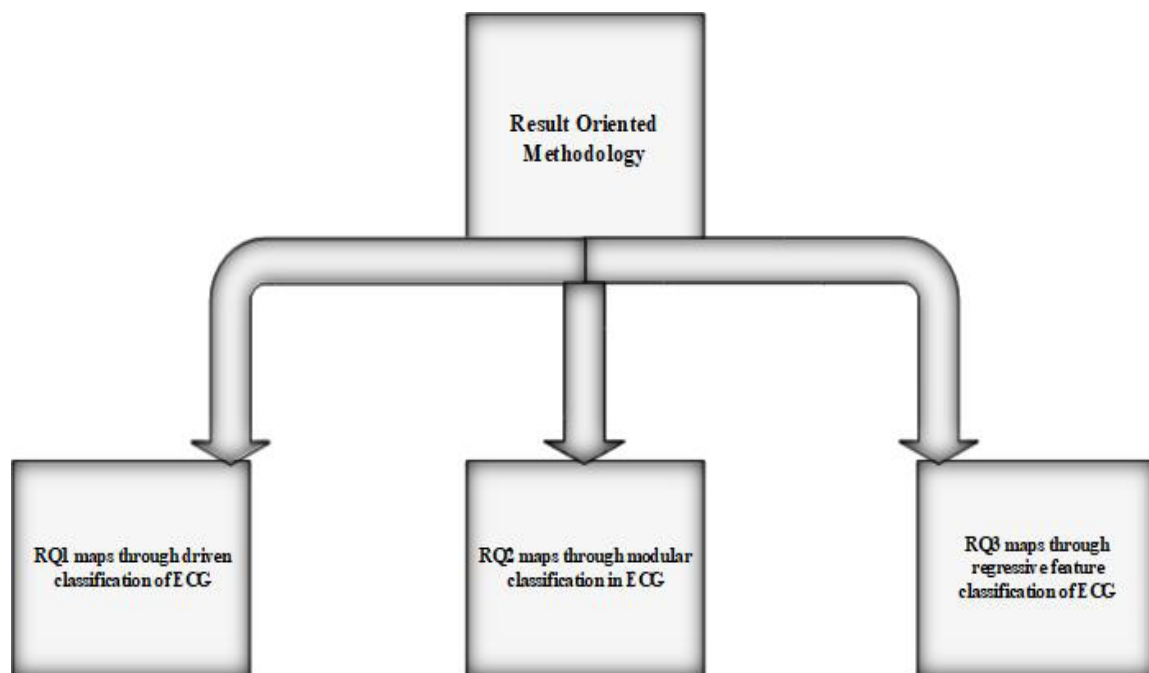 Result Oriented
Methodology
RQ1 maps through driven
classification of ECG
RQ2 maps through modular
classification in ECG
RQ3 maps through
regressive feature
classification of ECG